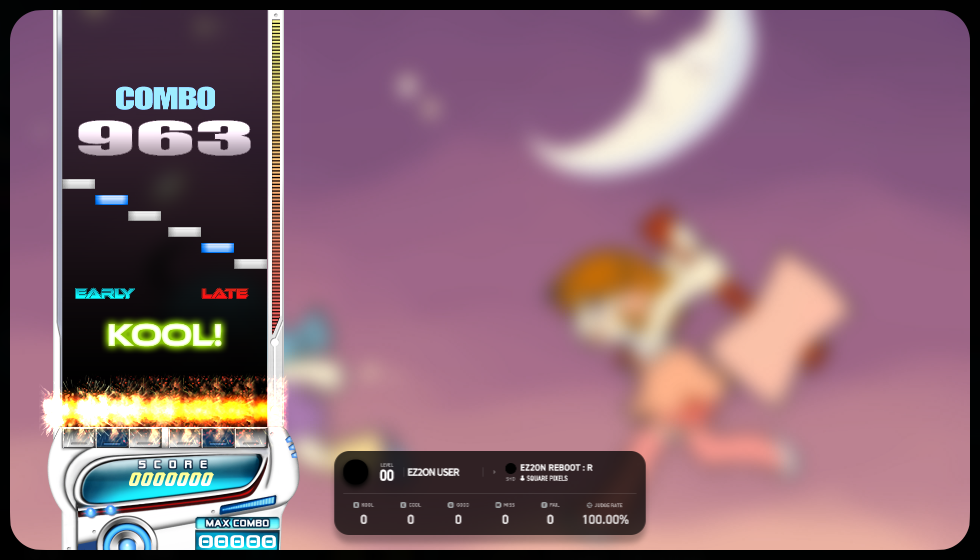 COMBO
963
EARLY LATE
KOOL!
SCORE
0000000
MAX COMBO
00000
LEVEL
00
EZ2ON USER
EZ2ON REBOOT : R
SQUARE PIXELS
KOOL COOL GOOD MISS FAIL JUDGE RATE
0 0 0 0 0 100.00%